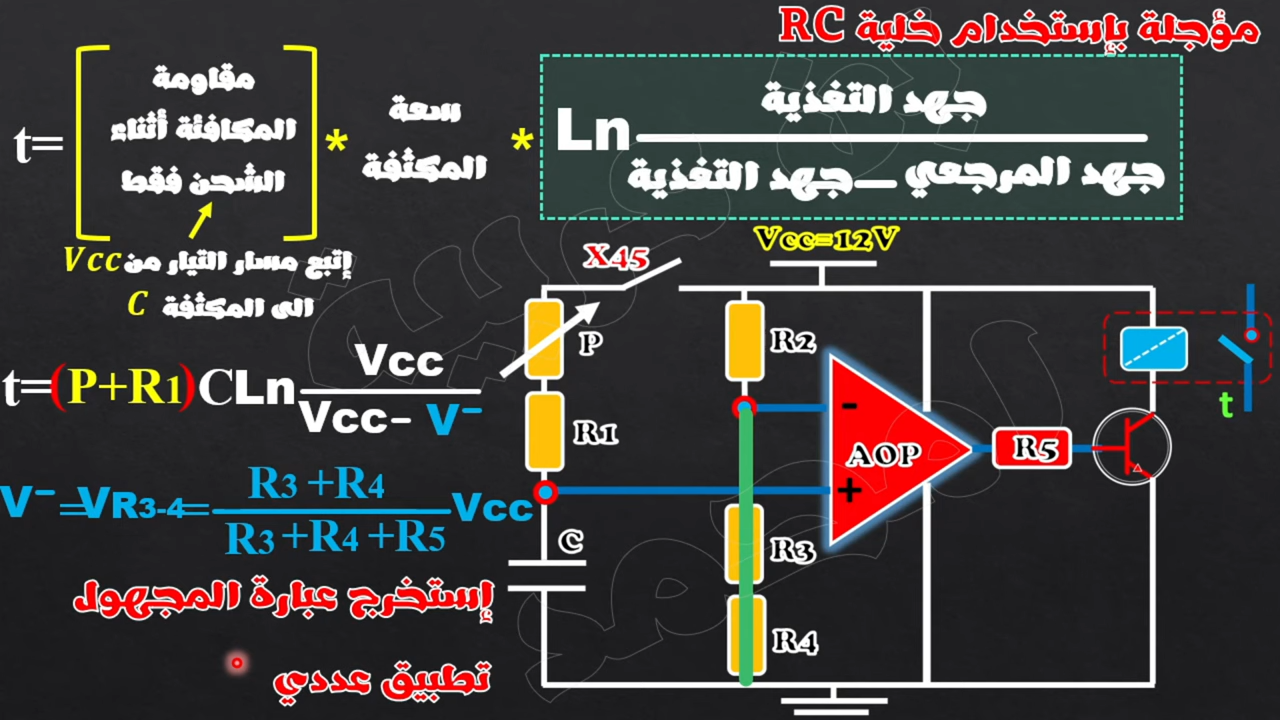 مؤجلة بإستخدام خلية RC
t= [مقاومة
المكافئة أثناء
الشحن فقط]
*
سعة
المكثفة
*
Ln جهد التغذية
جهد التغذية – جهد المرجعي
إتبع مسار التيار من Vcc
الى المكثفة C
t=(P+R1)CLn Vcc
Vcc- V⁻
V⁻ =VR3-4= R3 +R4 Vcc
R3 +R4 +R5
إستخرج عبارة المجهول
تطبيق عددي
Vcc=12V
X45
P
R2
R1
-
AOP
+
R5
t
C
R3
R4